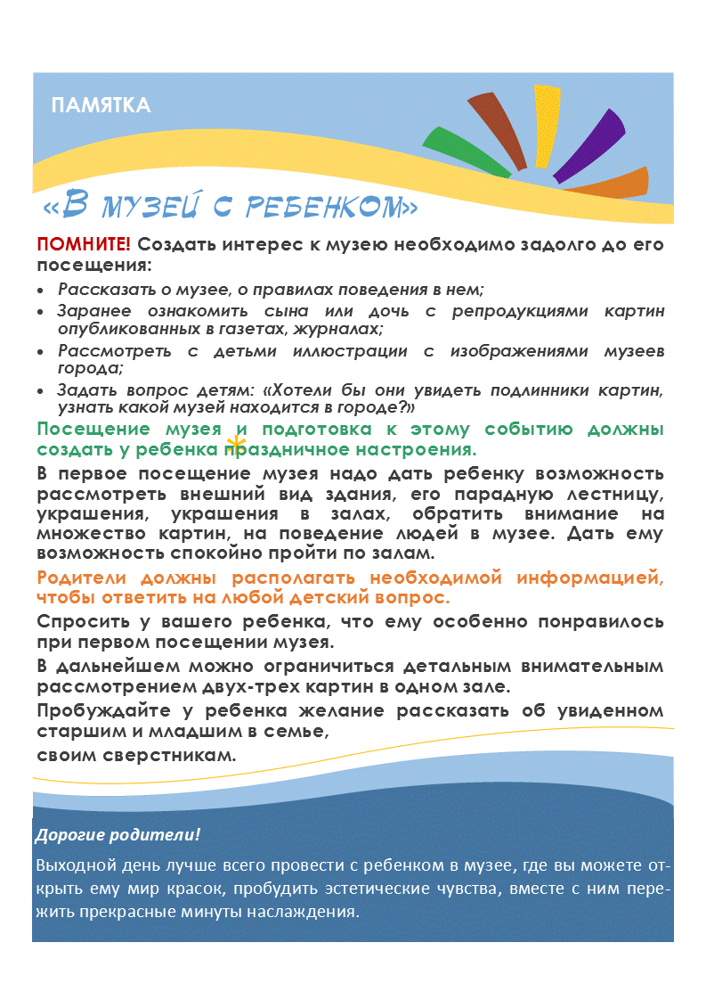 ПАМЯТКА
«В МУЗЕЙ С РЕБЕНКОМ»
ПОМНИТЕ! Создать интерес к музею необходимо задолго до его
посещения:
• Рассказать о музее, о правилах поведения в нем;
• Заранее ознакомить сына или дочь с репродукциями картин
опубликованных в газетах, журналах;
• Рассмотреть с детьми иллюстрации с изображениями музеев
города;
• Задать вопрос детям: «Хотели бы они увидеть подлинники картин,
узнать какой музей находится в городе?»
Посещение музея и подготовка к этому событию должны
создать у ребенка праздничное настроения.
В первое посещение музея надо дать ребенку возможность
рассмотреть внешний вид здания, его парадную лестницу,
украшения, украшения в залах, обратить внимание на
множество картин, на поведение людей в музее. Дать ему
возможность спокойно пройти по залам.
Родители должны располагать необходимой информацией,
чтобы ответить на любой детский вопрос.
Спросить у вашего ребенка, что ему особенно понравилось
при первом посещении музея.
В дальнейшем можно ограничиться детальным внимательным
рассмотрением двух-трех картин в одном зале.
Пробуждайте у ребенка желание рассказать об увиденном
старшим и младшим в семье,
своим сверстникам.
Дорогие родители!
Выходной день лучше всего провести с ребенком в музее, где вы можете от-
крыть ему мир красок, пробудить эстетические чувства, вместе с ним пере-
жить прекрасные минуты наслаждения.